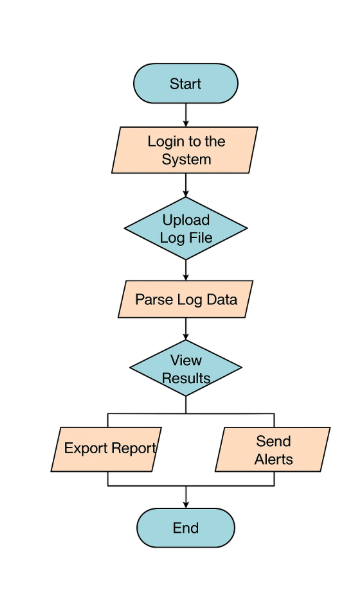 Start
Login to the
System
Upload
Log File
Parse Log Data
View
Results
Export Report
Send
Alerts
End